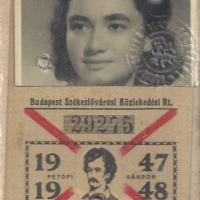 Budapest Székesfővárosi Közlekedési Rt.
29275
19 47
PETŐFI SÁNDOR
19 48